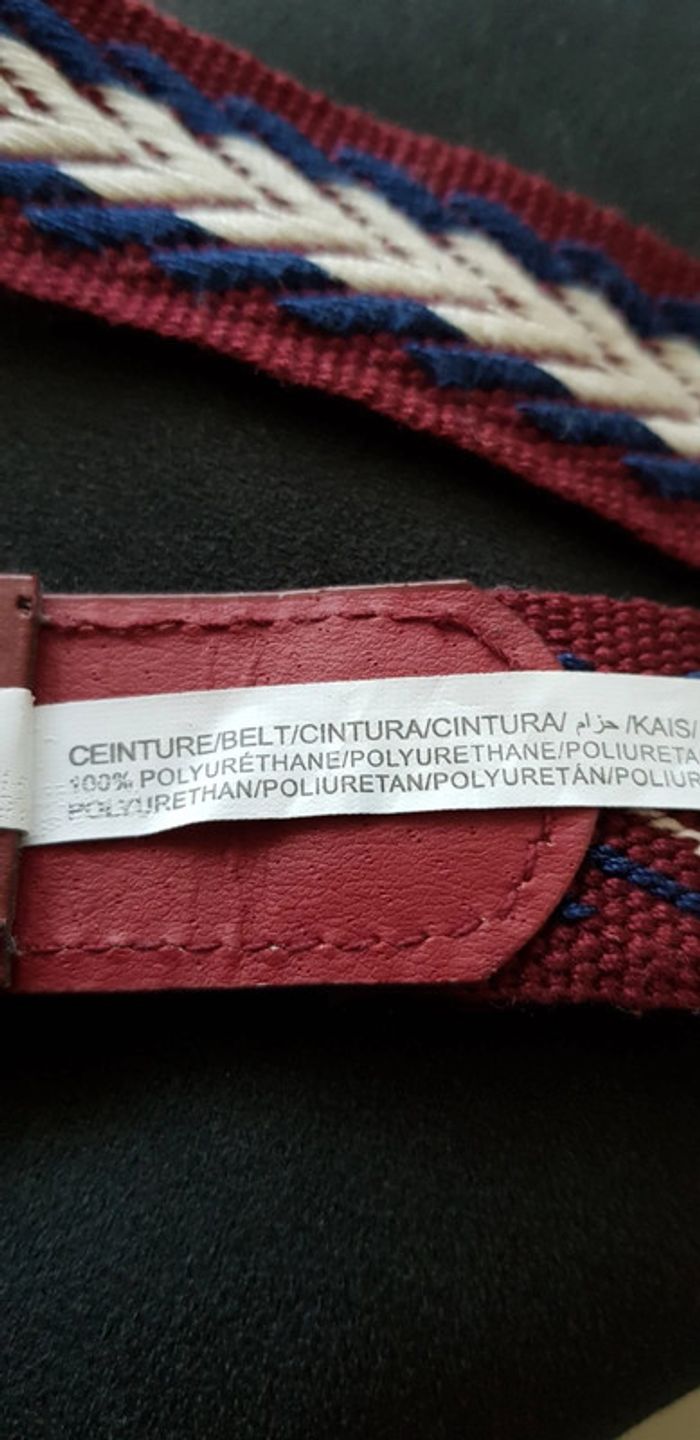 CEINTURE/BELT/CINTURA/CINTURA/ حزام /KAIS/
100% POLYURÉTHANE/POLYURETHANE/POLIURETA
POLYURETHAN/POLIURETAN/POLYURETÁN/POLIUR